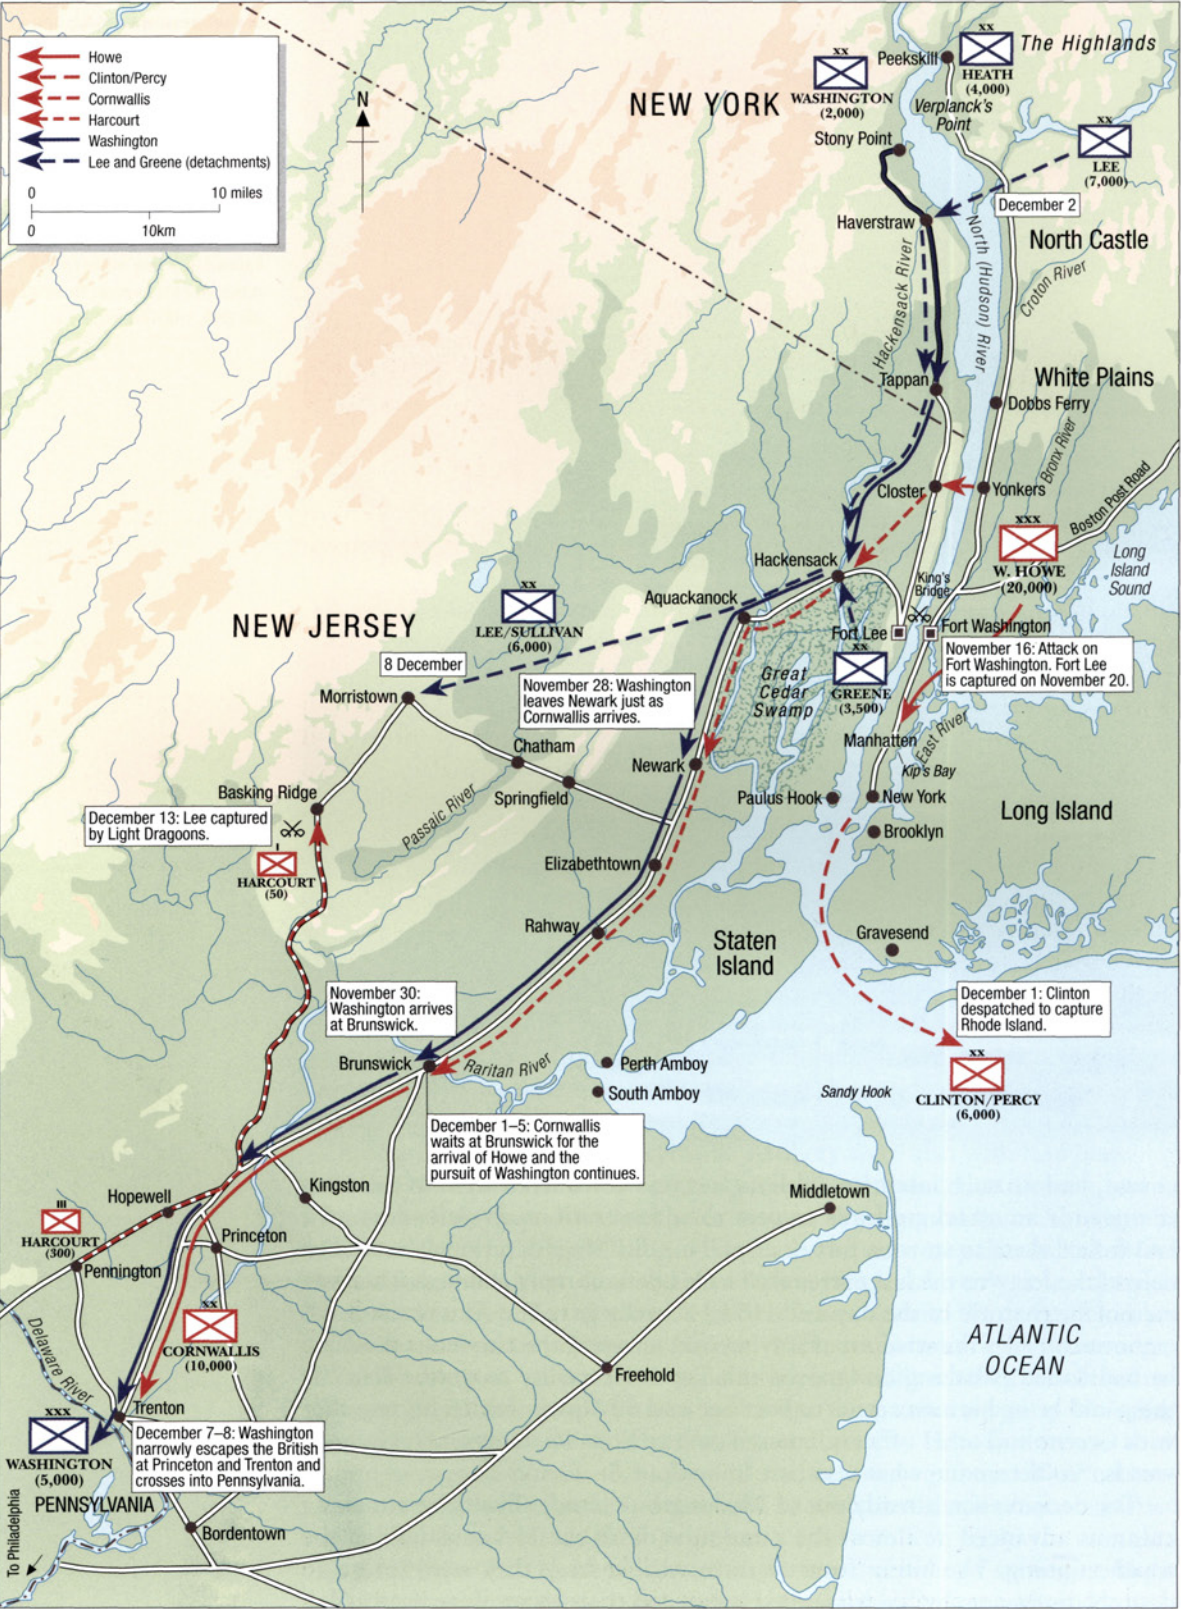 Howe
Clinton/Percy
Cornwallis
Harcourt
Washington
Lee and Greene (detachments)
0 10 miles
0 10km
N
NEW YORK
xx
WASHINGTON
(2,000)
Peekskill
xx
HEATH
(4,000)
The Highlands
Verplanck's
Point
Stony Point
xx
LEE
(7,000)
December 2
Haverstraw
North Castle
Hackensack River
North (Hudson) River
Croton River
Tappan
White Plains
Dobbs Ferry
Bronx River
Boston Post Road
Closter
Yonkers
xxx
W. HOWE
(20,000)
Long
Island
Sound
Hackensack
King's
Bridge
Aquackanock
xx
LEE/SULLIVAN
(6,000)
NEW JERSEY
Fort Lee
Fort Washington
xx
GREENE
(3,500)
November 16: Attack on
Fort Washington. Fort Lee
is captured on November 20.
8 December
Morristown
November 28: Washington
leaves Newark just as
Cornwallis arrives.
Great
Cedar
Swamp
Manhatten
East River
Kip's Bay
Chatham
Newark
Springfield
Paulus Hook
New York
Long Island
Basking Ridge
Passaic River
Brooklyn
December 13: Lee captured
by Light Dragoons.
I
HARCOURT
(50)
Elizabethtown
Rahway
Staten
Island
Gravesend
November 30:
Washington arrives
at Brunswick.
December 1: Clinton
despatched to capture
Rhode Island.
Brunswick
Raritan River
Perth Amboy
South Amboy
xx
CLINTON/PERCY
(6,000)
Sandy Hook
December 1–5: Cornwallis
waits at Brunswick for the
arrival of Howe and the
pursuit of Washington continues.
Hopewell
Kingston
Middletown
III
HARCOURT
(300)
Princeton
Pennington
xx
CORNWALLIS
(10,000)
ATLANTIC
OCEAN
Delaware River
Freehold
Trenton
xxx
WASHINGTON
(5,000)
December 7–8: Washington
narrowly escapes the British
at Princeton and Trenton and
crosses into Pennsylvania.
PENNSYLVANIA
Bordentown
To Philadelphia